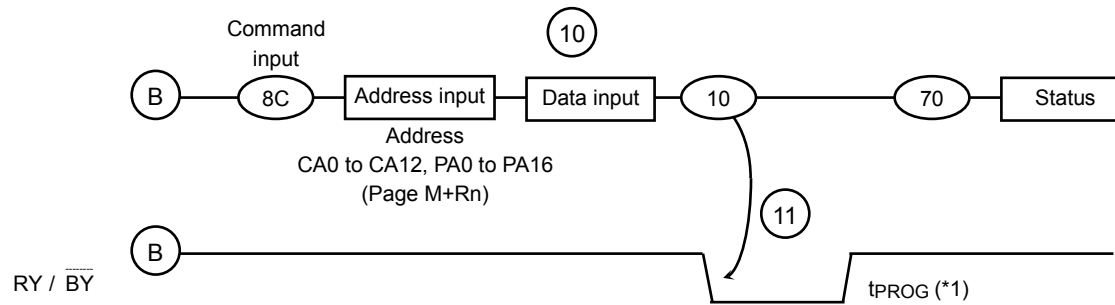 10
Command
input
B
8C
Address input
Data input
10
70
Status
Address
CA0 to CA12, PA0 to PA16
(Page M+Rn)
11
B
RY / BY
tPROG (*1)